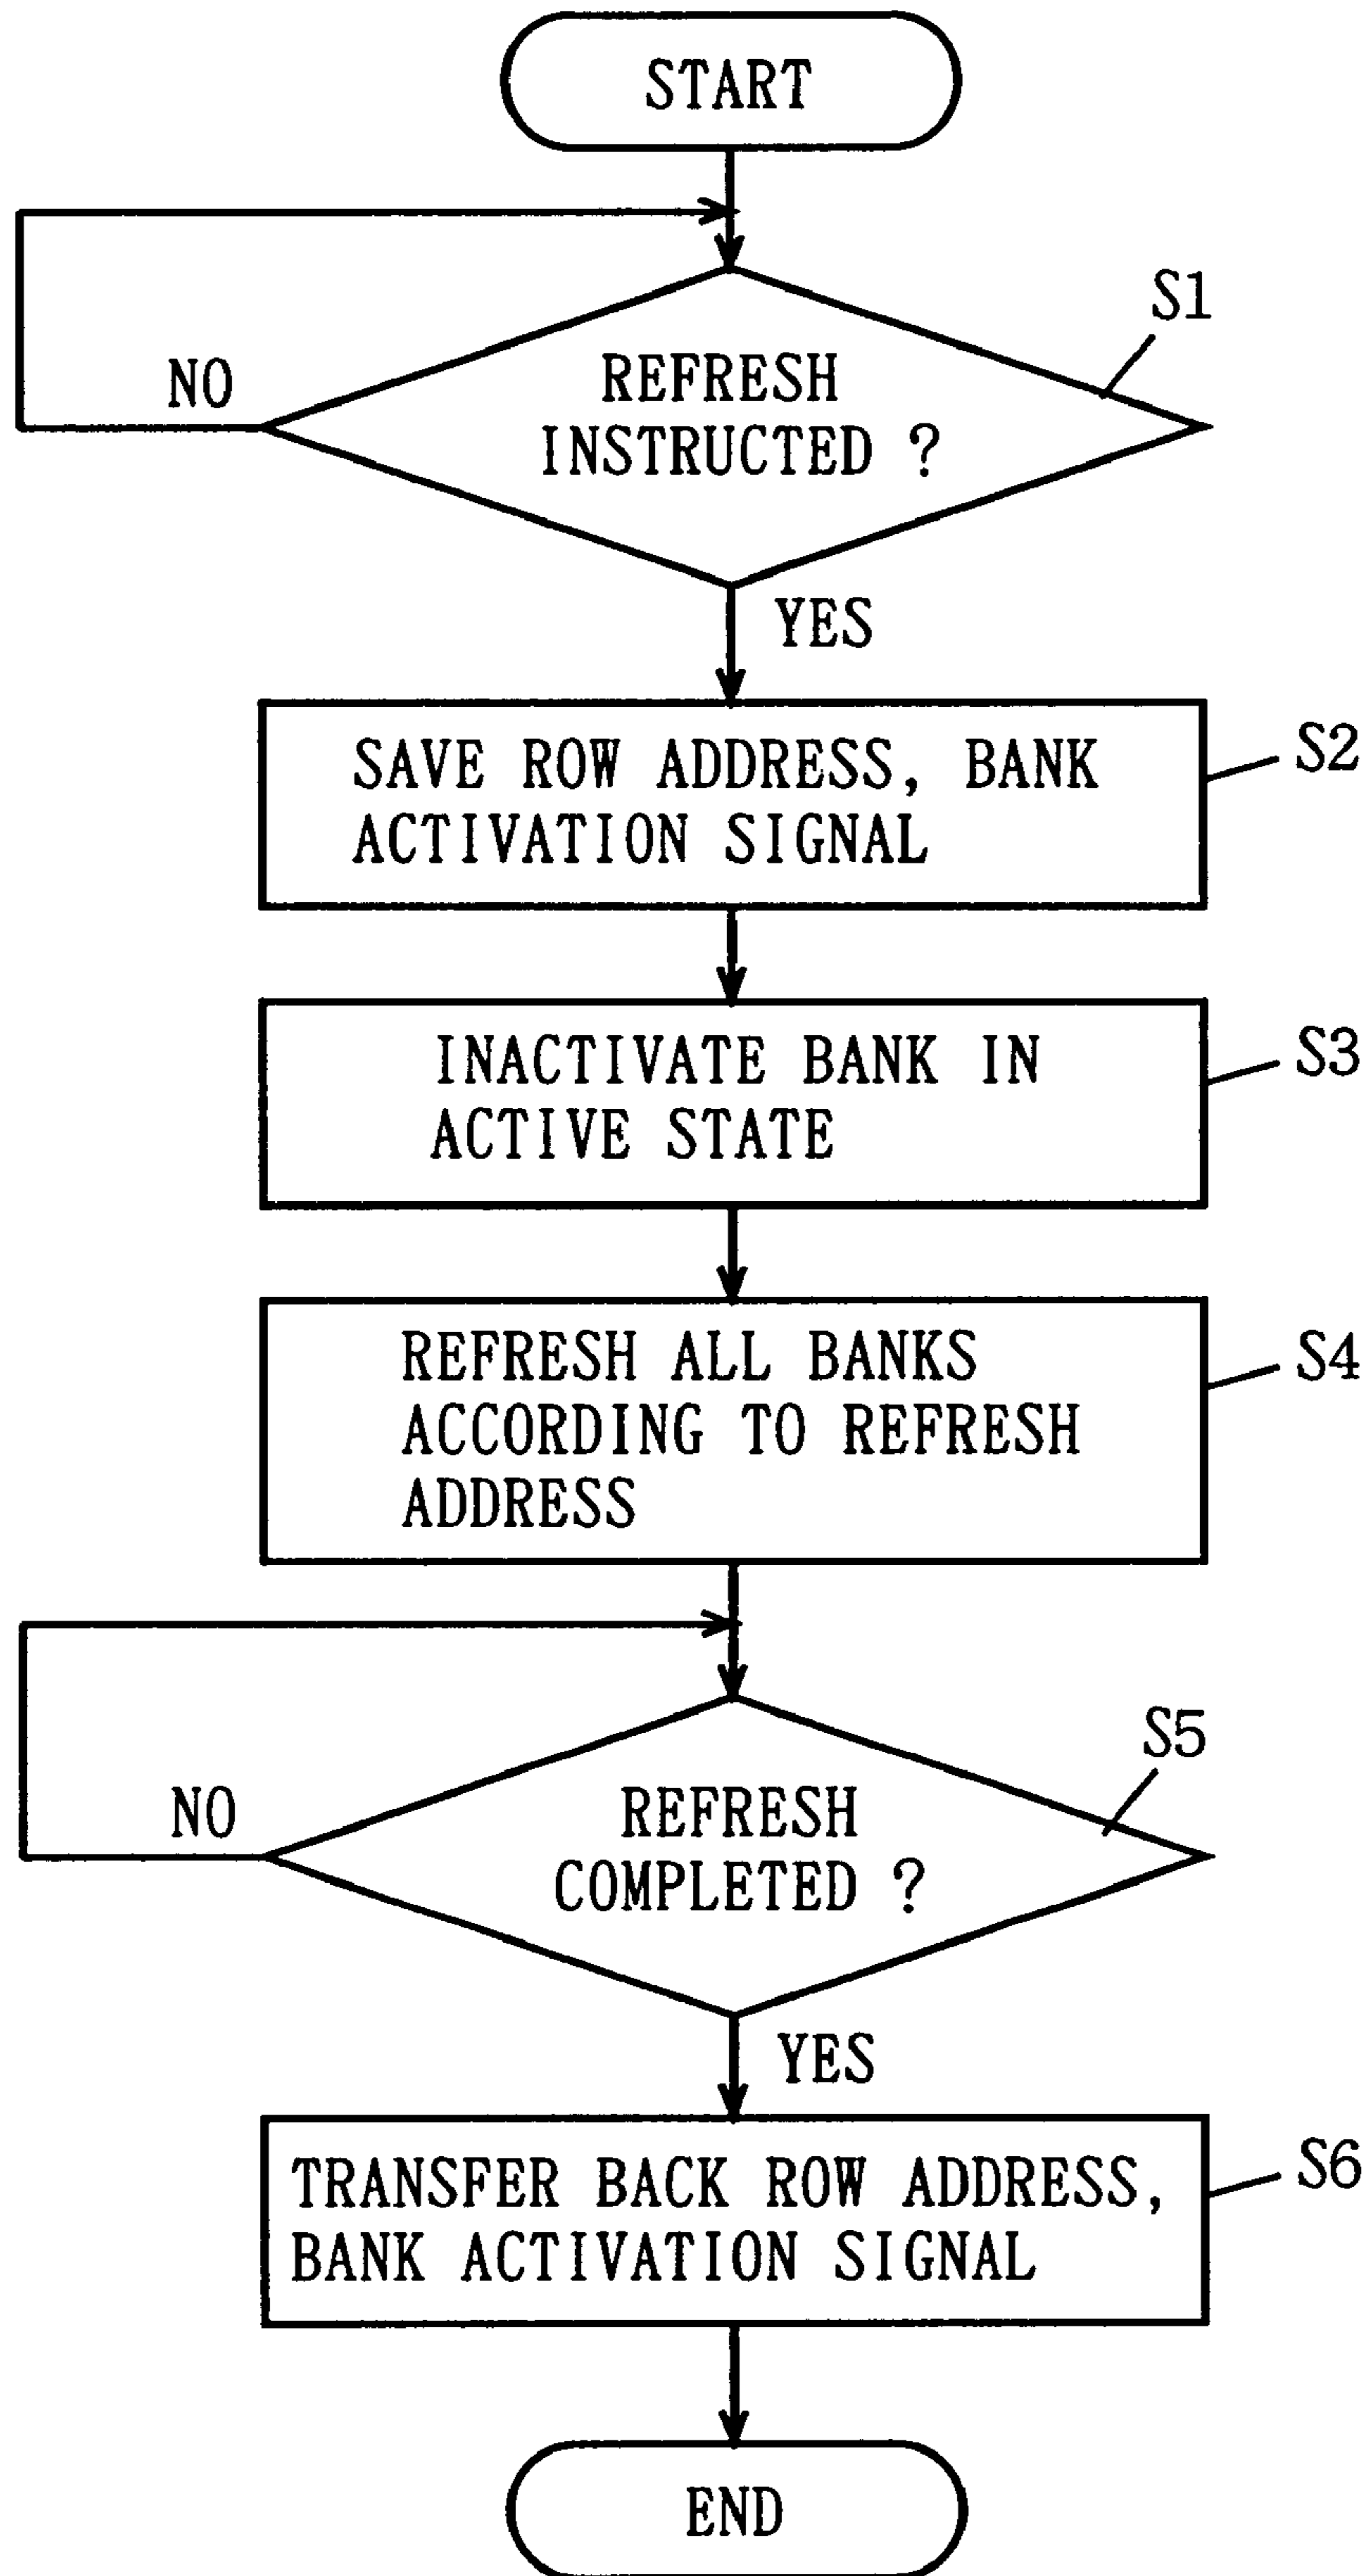 START
S1
NO
REFRESH
INSTRUCTED ?
YES
SAVE ROW ADDRESS, BANK
ACTIVATION SIGNAL
S2
INACTIVATE BANK IN
ACTIVE STATE
S3
REFRESH ALL BANKS
ACCORDING TO REFRESH
ADDRESS
S4
S5
NO
REFRESH
COMPLETED ?
YES
TRANSFER BACK ROW ADDRESS,
BANK ACTIVATION SIGNAL
S6
END